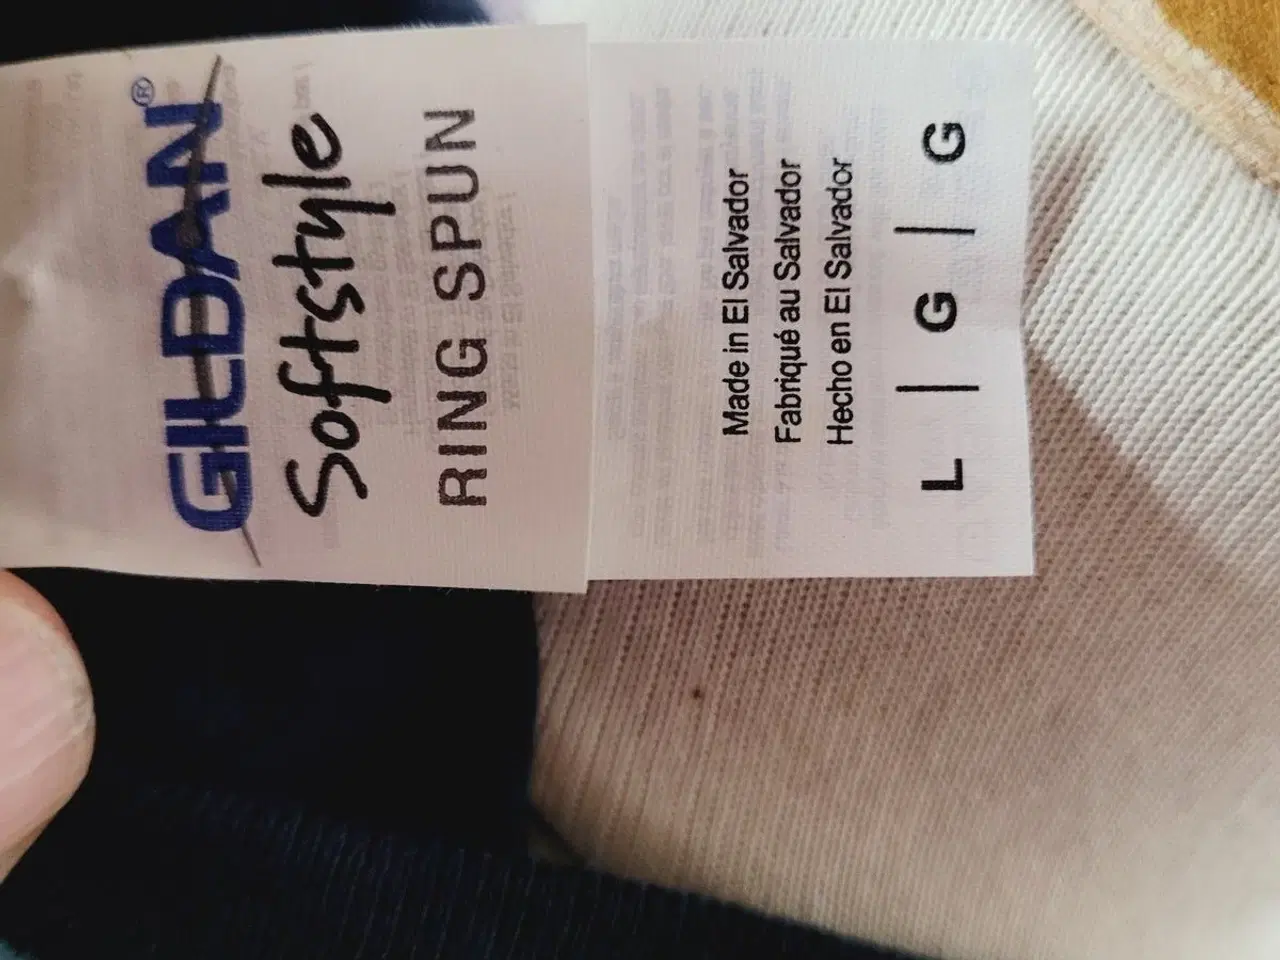 GILDAN®
Softstyle
RING SPUN
Made in El Salvador
Fabriqué au Salvador
Hecho en El Salvador
L | G | G